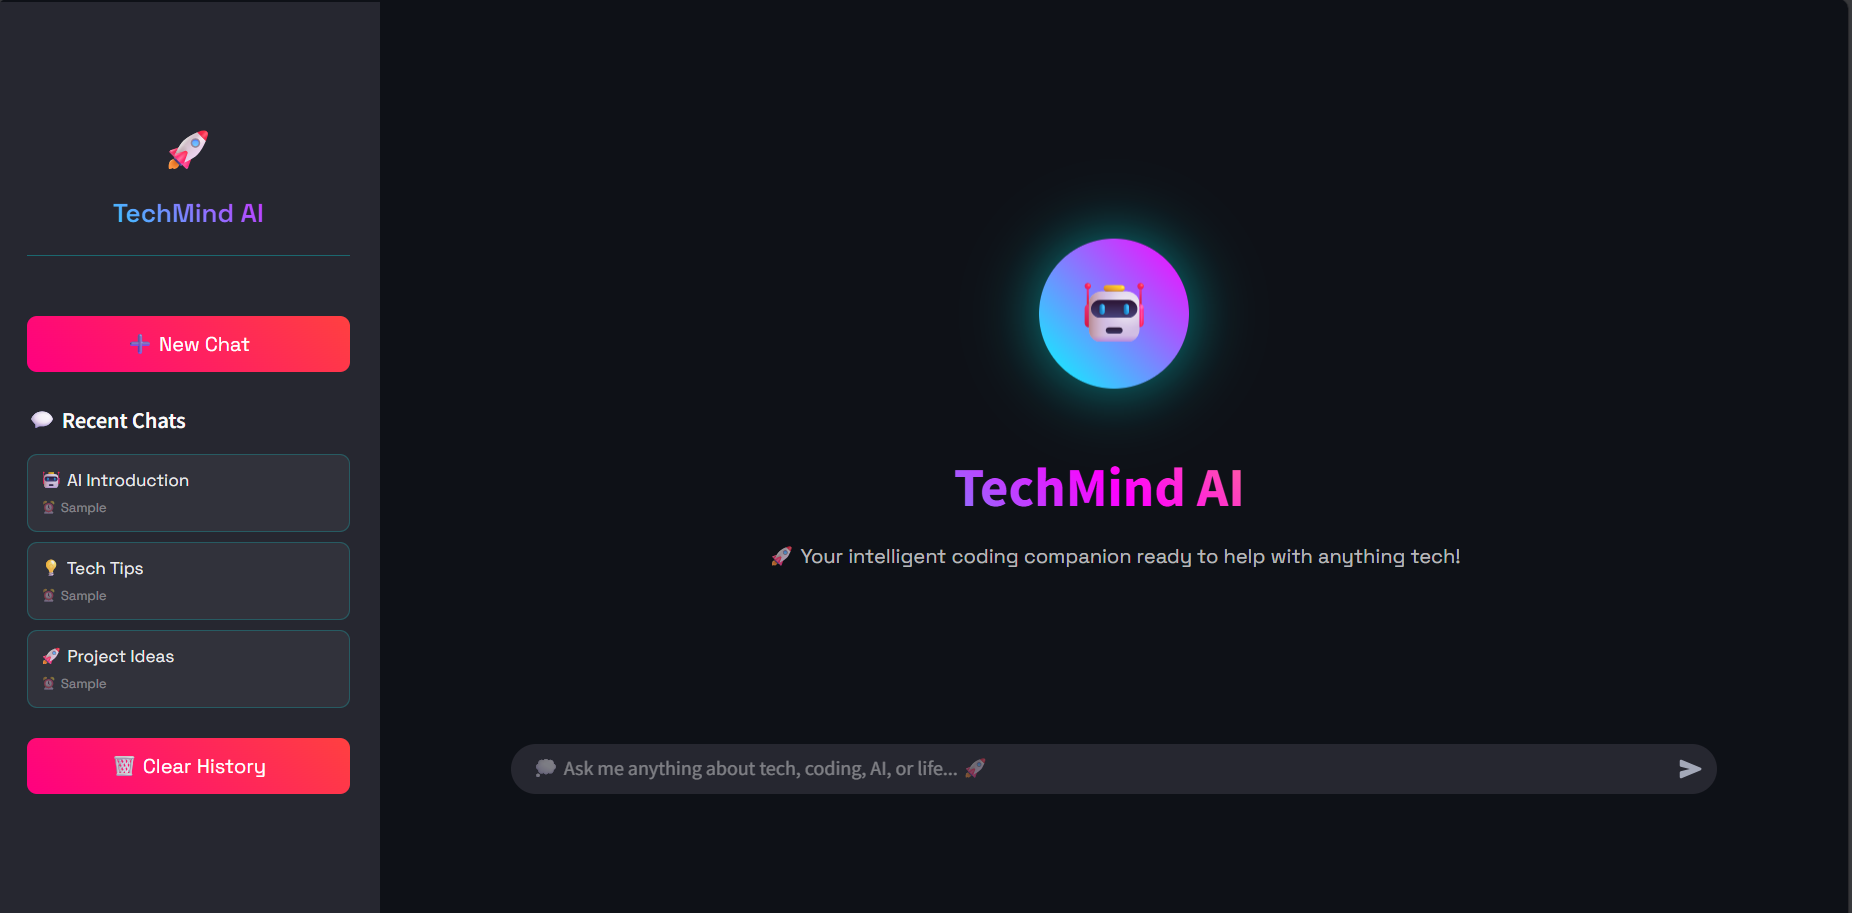 TechMind AI
New Chat
Recent Chats
AI Introduction
Sample
Tech Tips
Sample
Project Ideas
Sample
Clear History
TechMind AI
Your intelligent coding companion ready to help with anything tech!
Ask me anything about tech, coding, AI, or life...